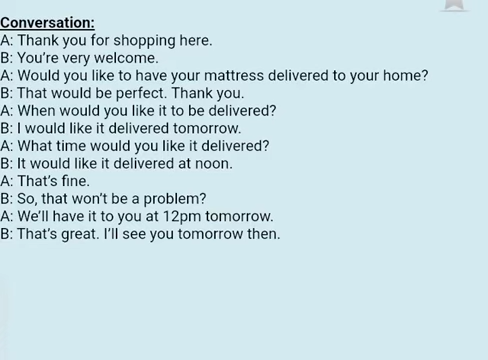 Conversation:
A: Thank you for shopping here.
B: You're very welcome.
A: Would you like to have your mattress delivered to your home?
B: That would be perfect. Thank you.
A: When would you like it to be delivered?
B: I would like it delivered tomorrow.
A: What time would you like it delivered?
B: It would like it delivered at noon.
A: That's fine.
B: So, that won't be a problem?
A: We'll have it to you at 12pm tomorrow.
B: That's great. I'll see you tomorrow then.